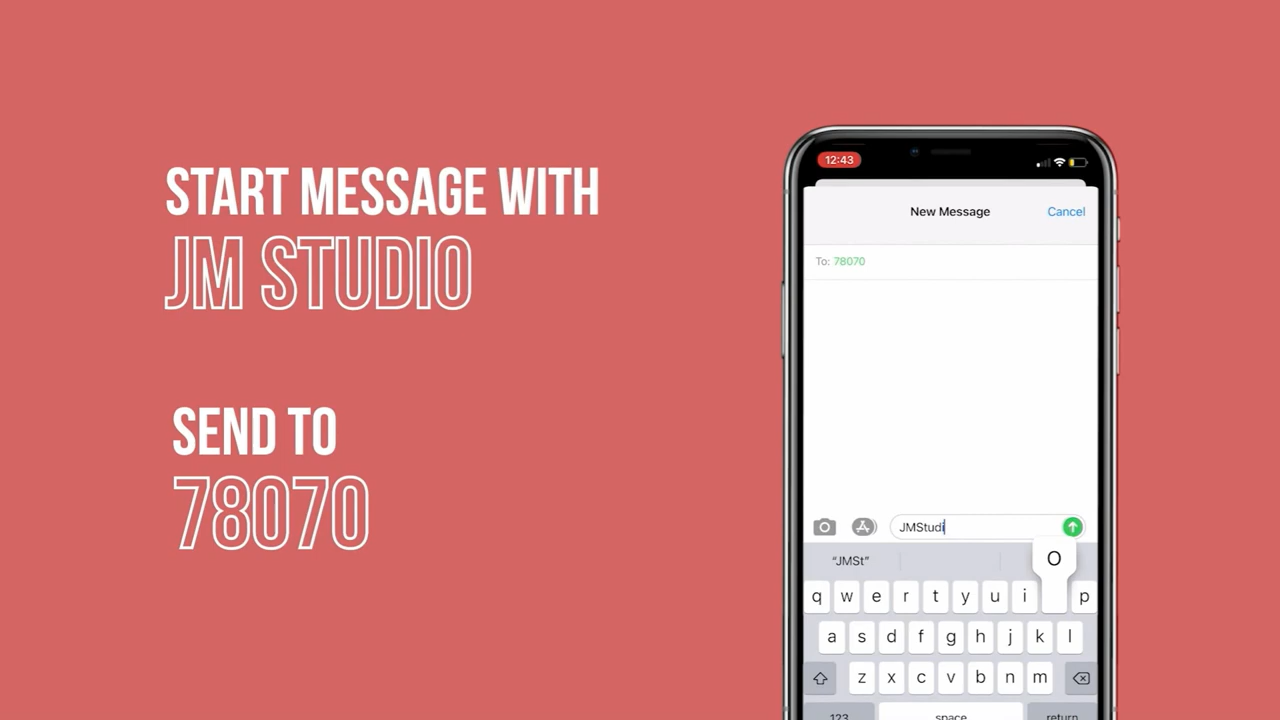 START MESSAGE WITH
JM STUDIO
SEND TO
78070
12:43
New Message
Cancel
To: 78070
JMStudi
“JMSt”
O
q w e r t y u i p
a s d f g h j k l
z x c v b n m
123 space return